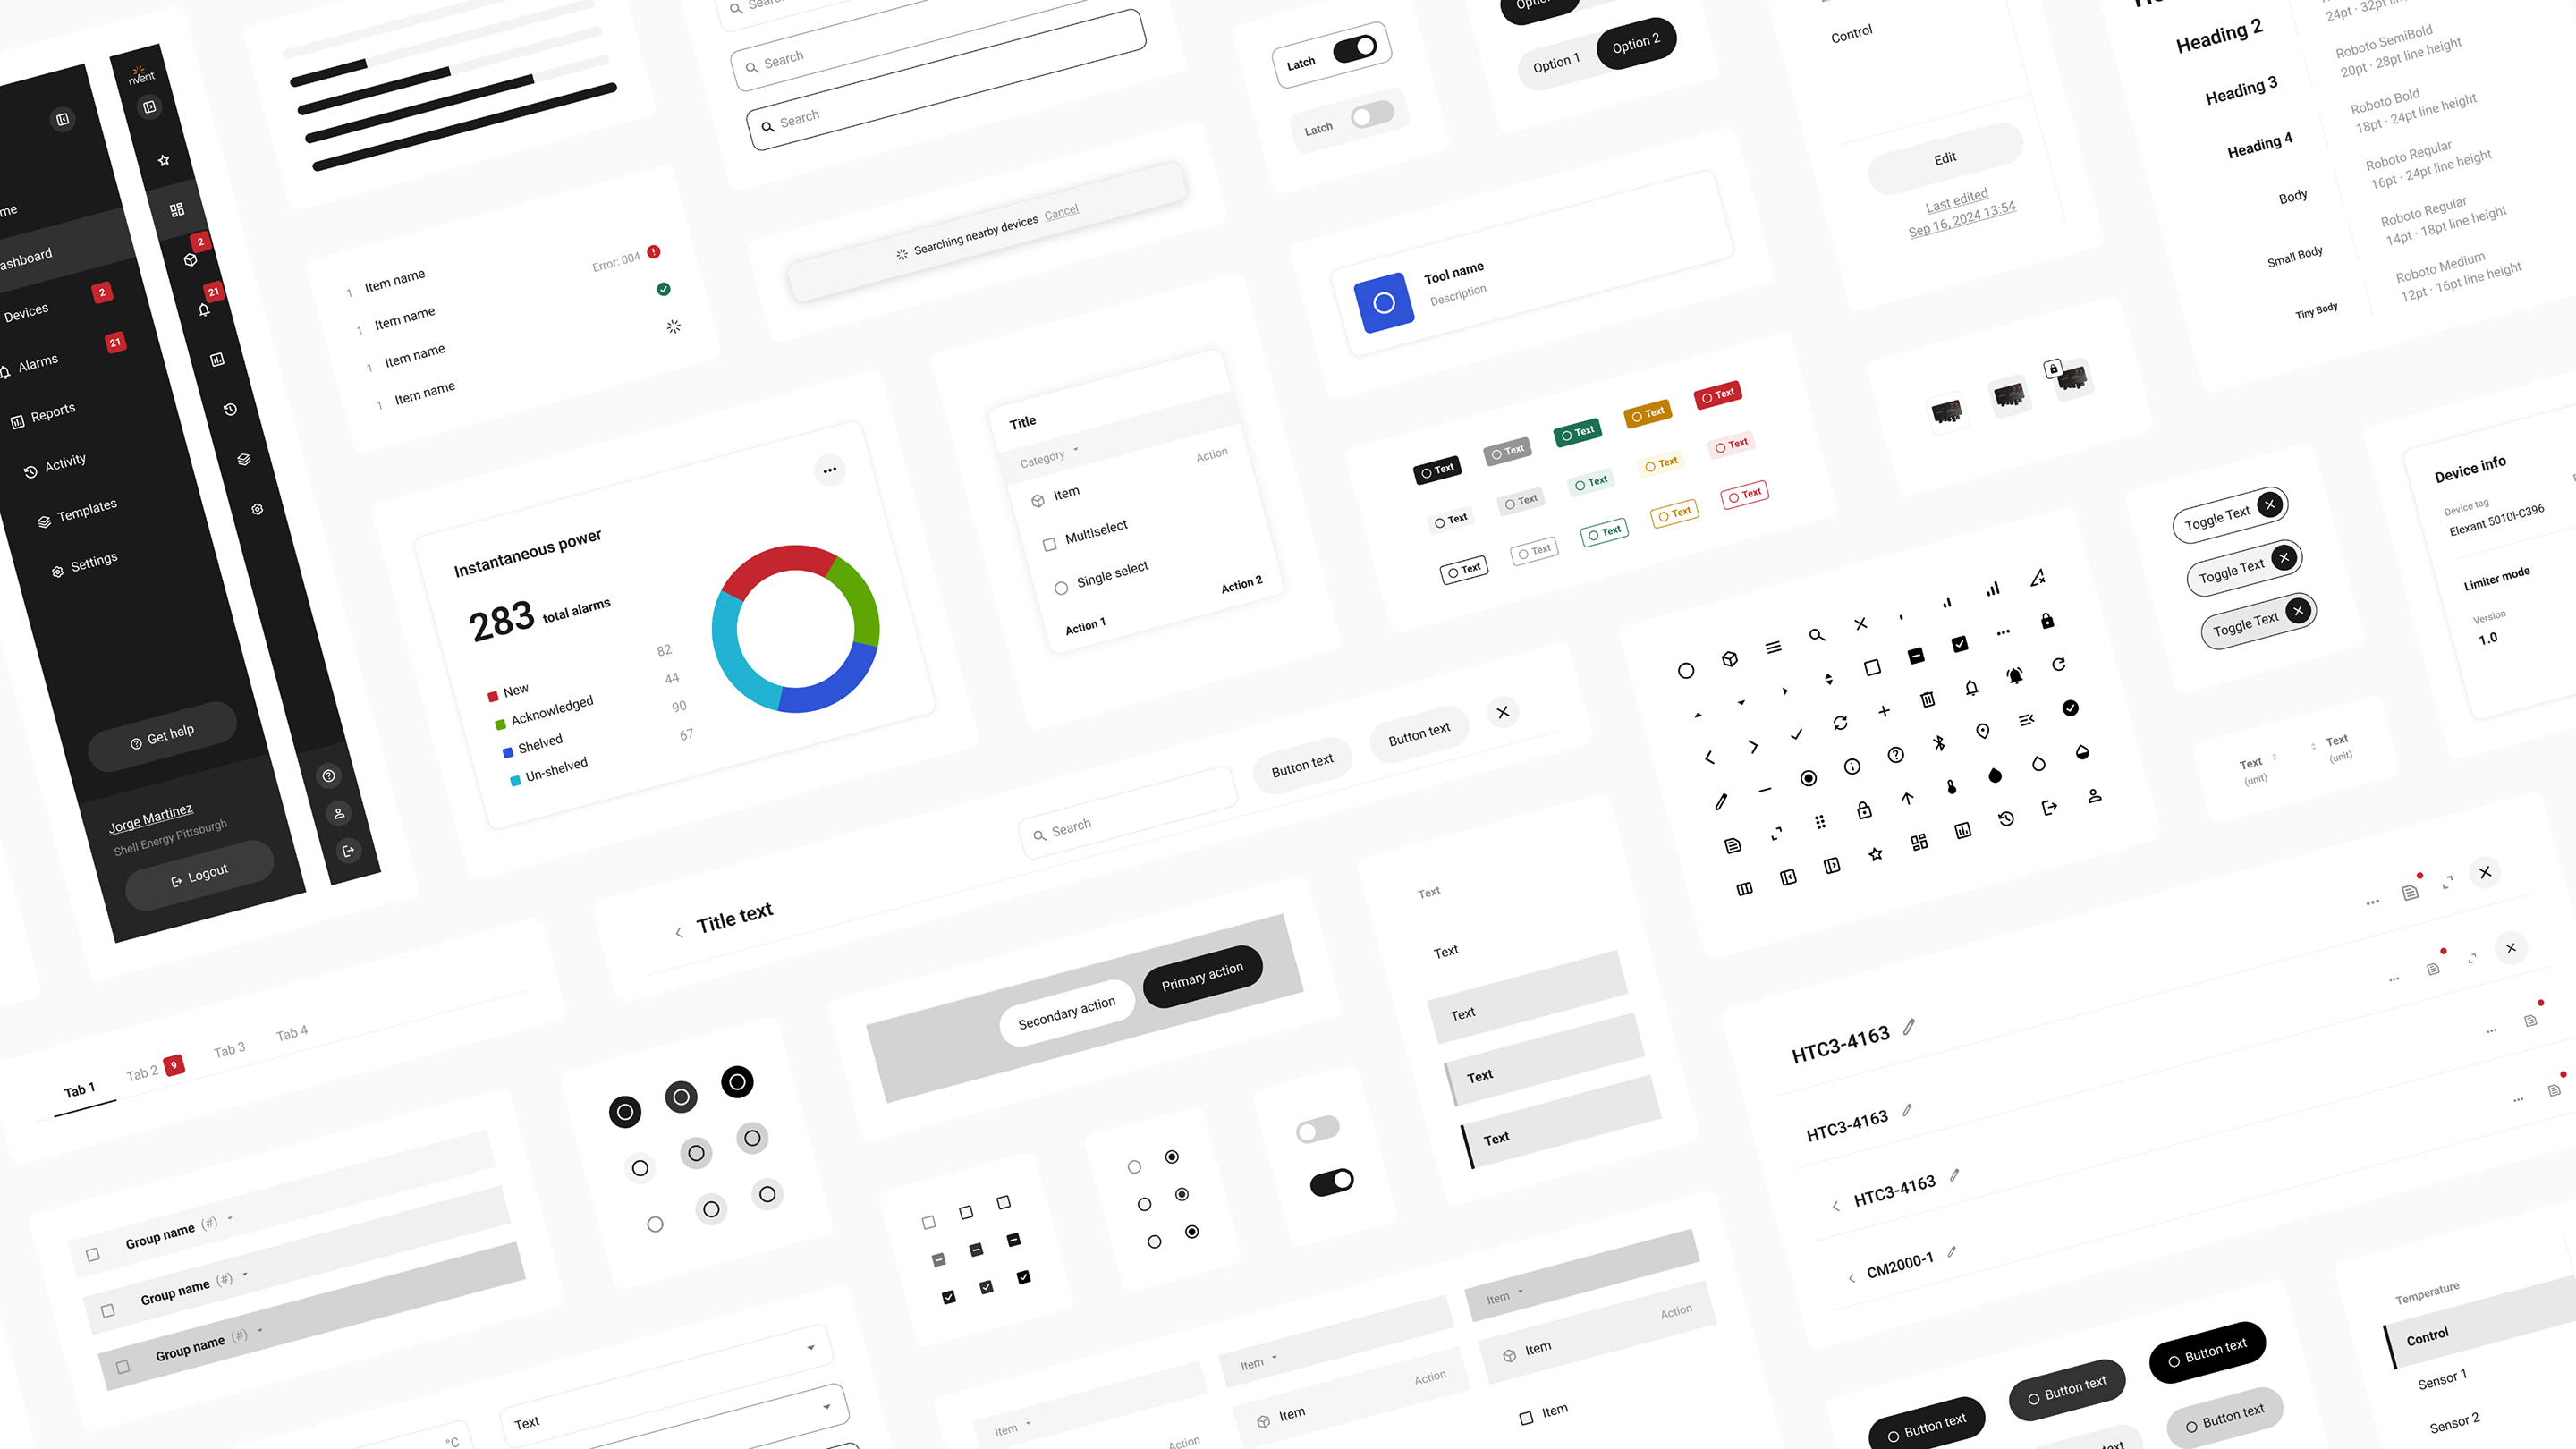 me
ashboard
Devices
2
Alarms
21
Reports
Activity
Templates
Settings
Get help
Jorge Martinez
Shell Energy Pittsburgh
Logout
nvent
2
21
Search
Search
Latch
Latch
Option 1 Option 2
Control
Edit
Last edited
Sep 16, 2024 13:54
Heading 2
Heading 3
Heading 4
Body
Small Body
Tiny Body
24pt · 32pt
Roboto SemiBold
20pt · 28pt line height
Roboto Bold
18pt · 24pt line height
Roboto Regular
16pt · 24pt line height
Roboto Regular
14pt · 18pt line height
Roboto Medium
12pt · 16pt line height
1 Item name Error: 004
1 Item name
1 Item name
1 Item name
Searching nearby devices Cancel
Tool name
Description
Instantaneous power
283 total alarms
New 82
Acknowledged 44
Shelved 90
Un-shelved 67
Title
Category
Item Action
Multiselect
Single select
Action 1 Action 2
Text Text Text Text Text
Text Text Text Text Text
Text Text Text Text Text
Toggle Text
Toggle Text
Toggle Text
Device info
Device tag
Elexant 5010i-C396
Limiter mode
Version
1.0
Text
(unit)
Text
(unit)
Title text
Search
Button text
Button text
Secondary action
Primary action
Text
Text
Text
Text
Text
Tab 1
Tab 2 9
Tab 3
Tab 4
Group name (#)
Group name (#)
Group name (#)
HTC3-4163
HTC3-4163
HTC3-4163
CM2000-1
°C
Text
Item
Action
Item
Item Action
Item
Item Action
Item
Button text
Button text
Button text
Button text
Temperature
Control
Sensor 1
Sensor 2